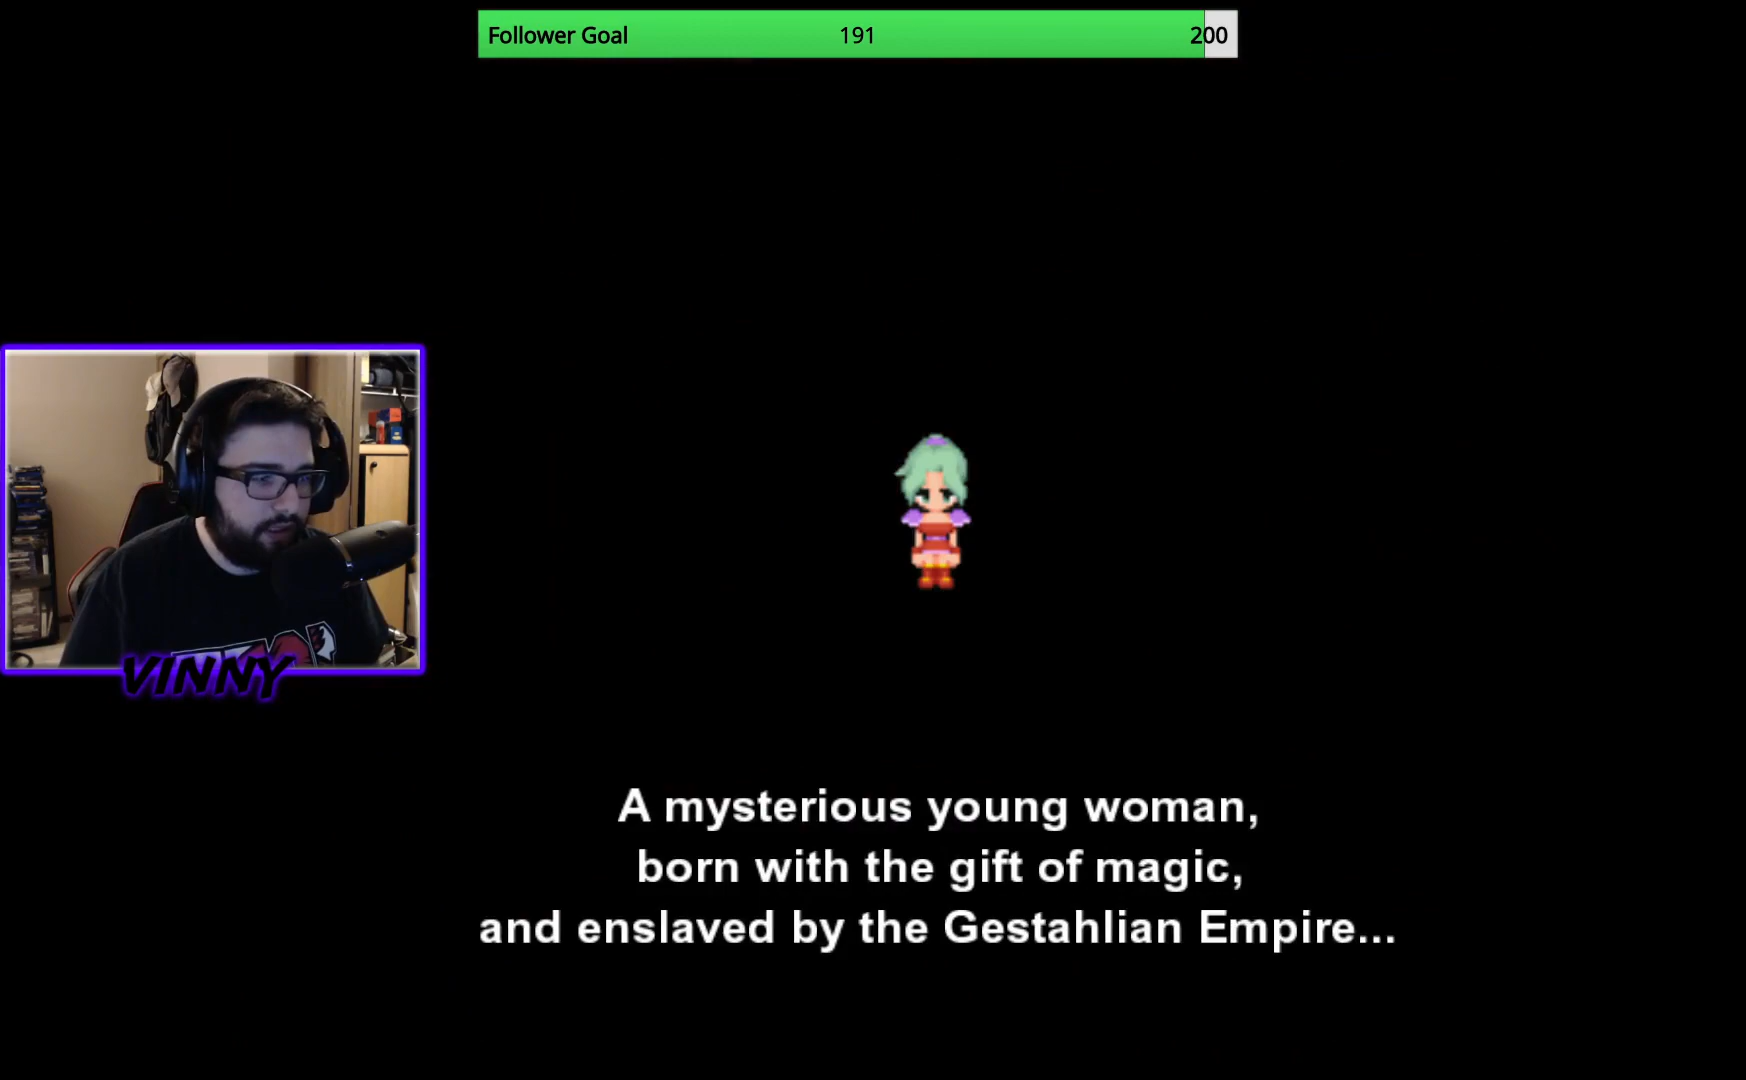 Follower Goal 191 200
VINNY
A mysterious young woman,
born with the gift of magic,
and enslaved by the Gestahlian Empire...